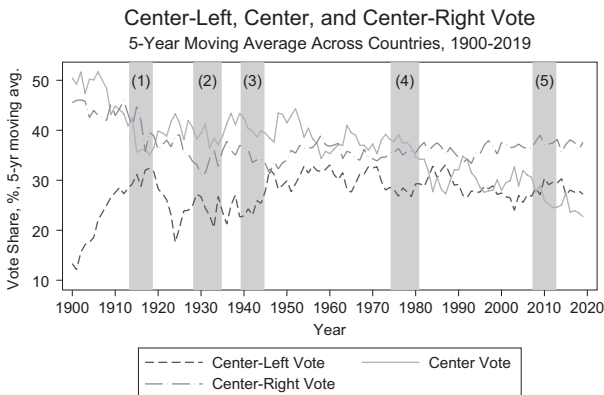 Center-Left, Center, and Center-Right Vote
5-Year Moving Average Across Countries, 1900-2019
Vote Share, %, 5-yr moving avg.
50
40
30
20
10
(1) (2) (3) (4) (5)
1900 1910 1920 1930 1940 1950 1960 1970 1980 1990 2000 2010 2020
Year
Center-Left Vote Center Vote
Center-Right Vote